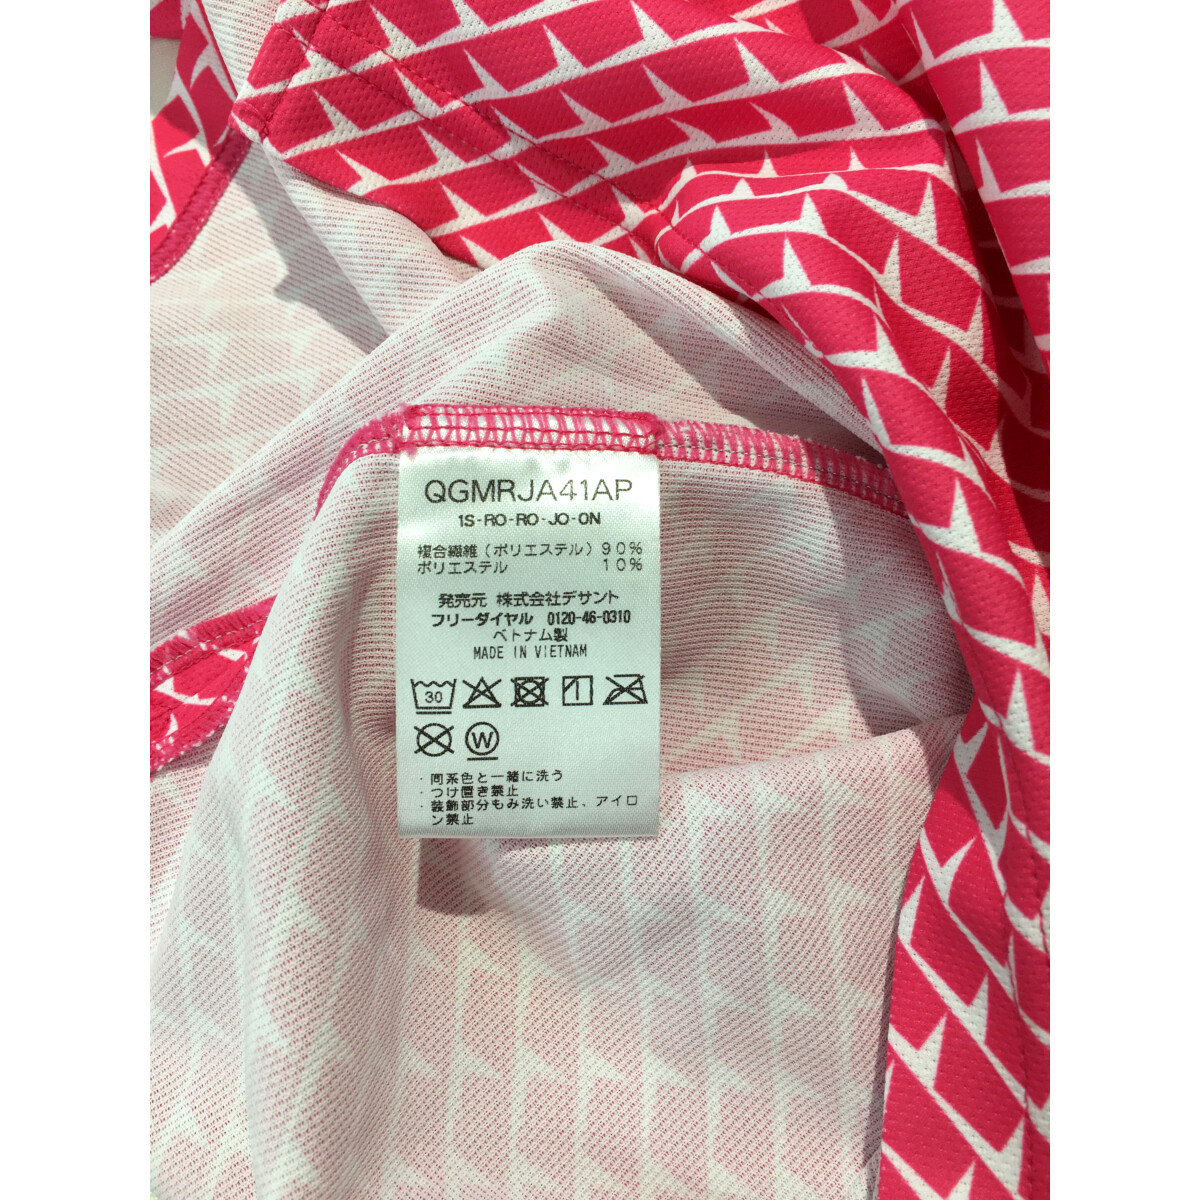 QGMRJA41AP
1S-RO-RO-JO-ON
複合繊維(ポリエステル)90%
ポリエステル 10%
発売元 株式会社デサント
フリーダイヤル 0120-46-0310
ベトナム製
MADE IN VIETNAM
30
W
・同系色と一緒に洗う
・つけ置き禁止
・装飾部分もみ洗い禁止、アイロ
ン禁止